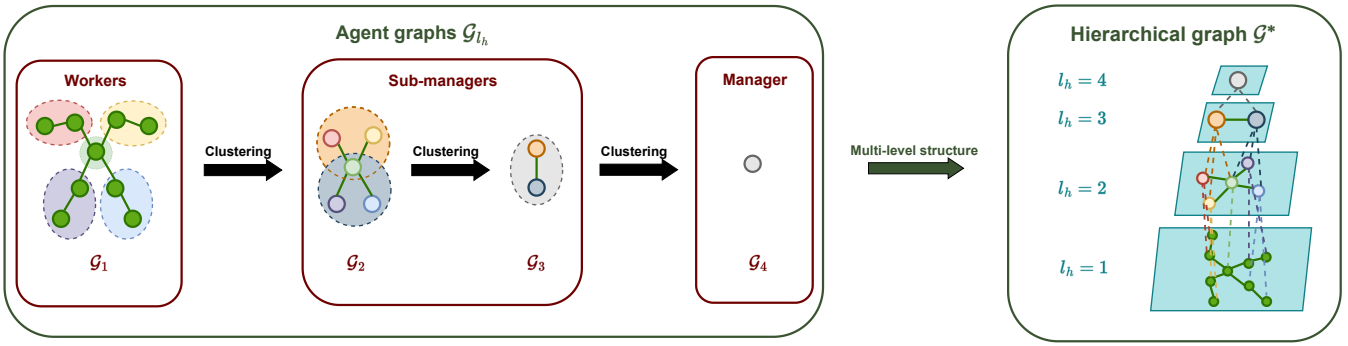 Agent graphs 𝒢_{l_h}
Workers
Sub-managers
Manager
Clustering
Clustering
Clustering
𝒢_1
𝒢_2
𝒢_3
𝒢_4
Multi-level structure
Hierarchical graph 𝒢*
l_h = 4
l_h = 3
l_h = 2
l_h = 1